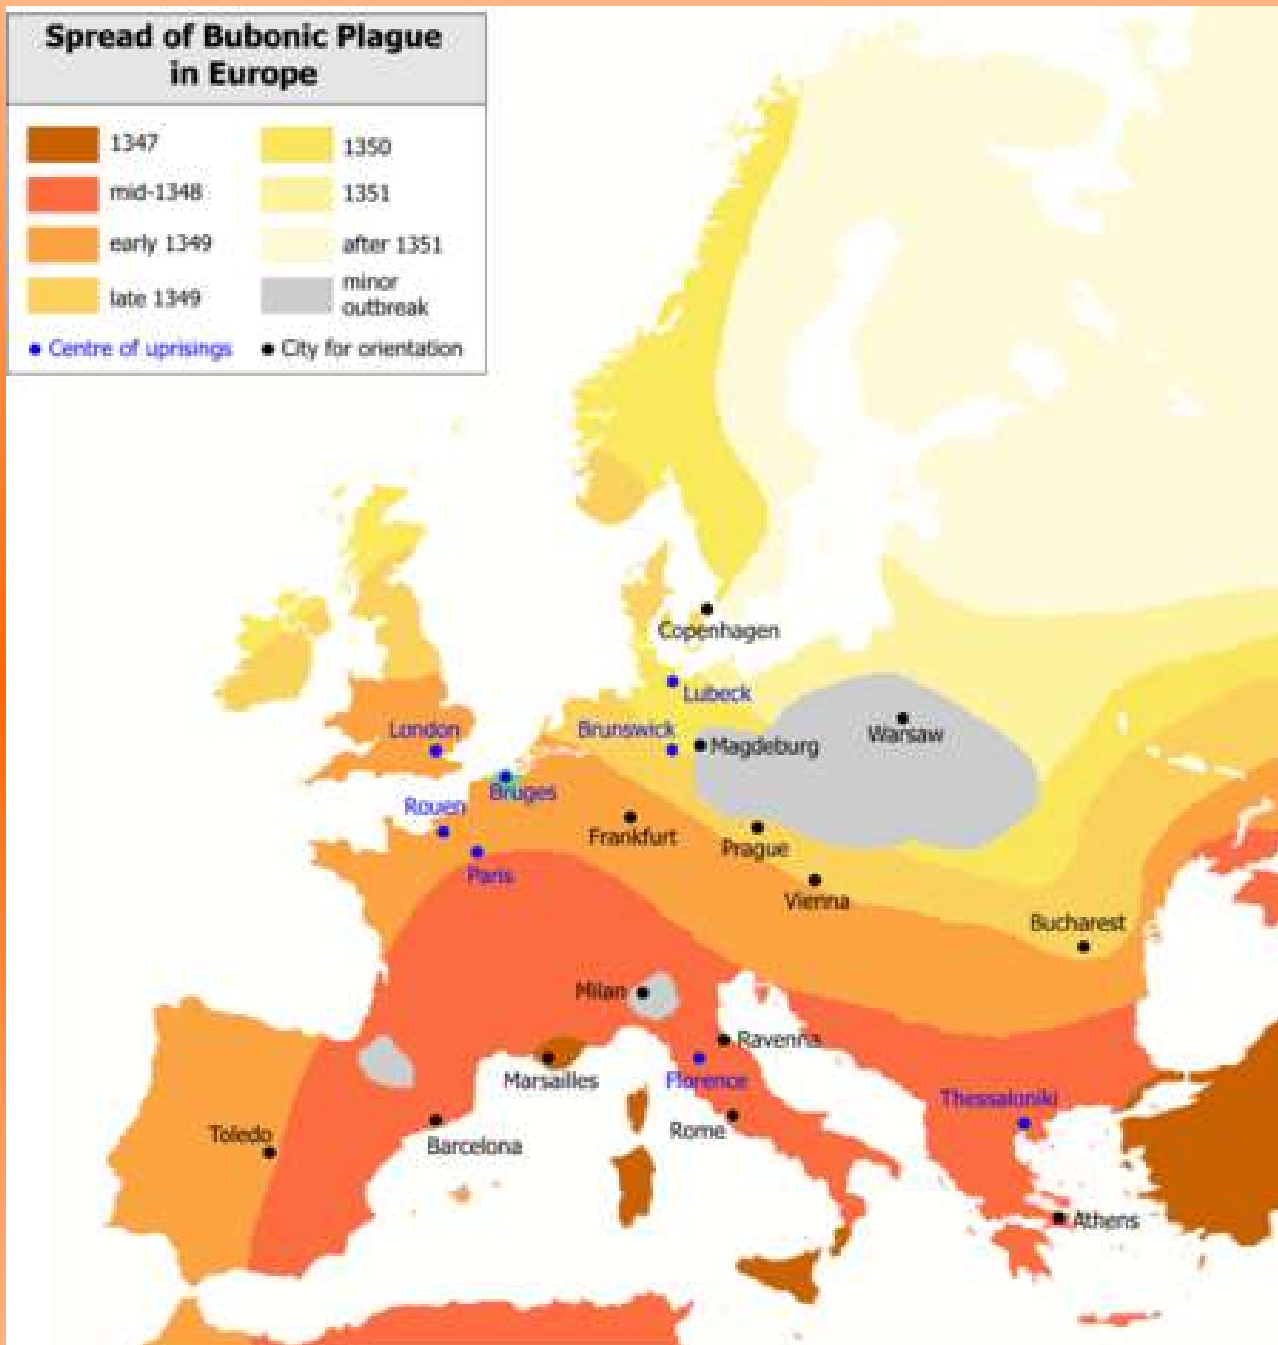 Spread of Bubonic Plague
in Europe
1347
1350
mid-1348
1351
early 1349
after 1351
late 1349
minor
outbreak
Centre of uprisings
City for orientation
Copenhagen
Lubeck
Brunswick
Magdeburg
Warsaw
London
Bruges
Rouen
Frankfurt
Prague
Paris
Vienna
Bucharest
Milan
Ravenna
Marsailles
Florence
Thessaloniki
Rome
Toledo
Barcelona
Athens